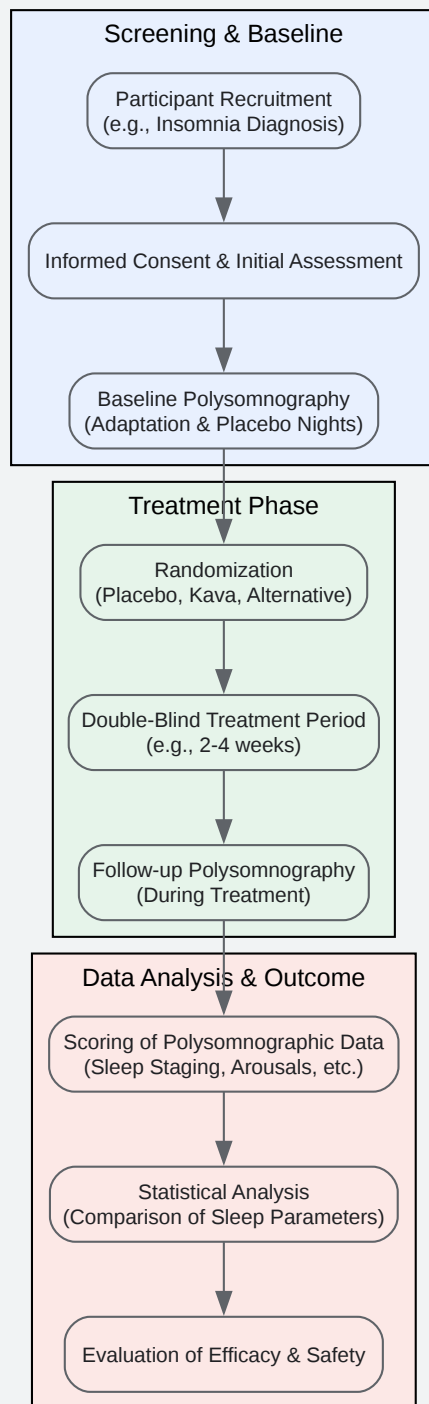 Screening & Baseline
Participant Recruitment
(e.g., Insomnia Diagnosis)
Informed Consent & Initial Assessment
Baseline Polysomnography
(Adaptation & Placebo Nights)
Treatment Phase
Randomization
(Placebo, Kava, Alternative)
Double-Blind Treatment Period
(e.g., 2-4 weeks)
Follow-up Polysomnography
(During Treatment)
Data Analysis & Outcome
Scoring of Polysomnographic Data
(Sleep Staging, Arousals, etc.)
Statistical Analysis
(Comparison of Sleep Parameters)
Evaluation of Efficacy & Safety